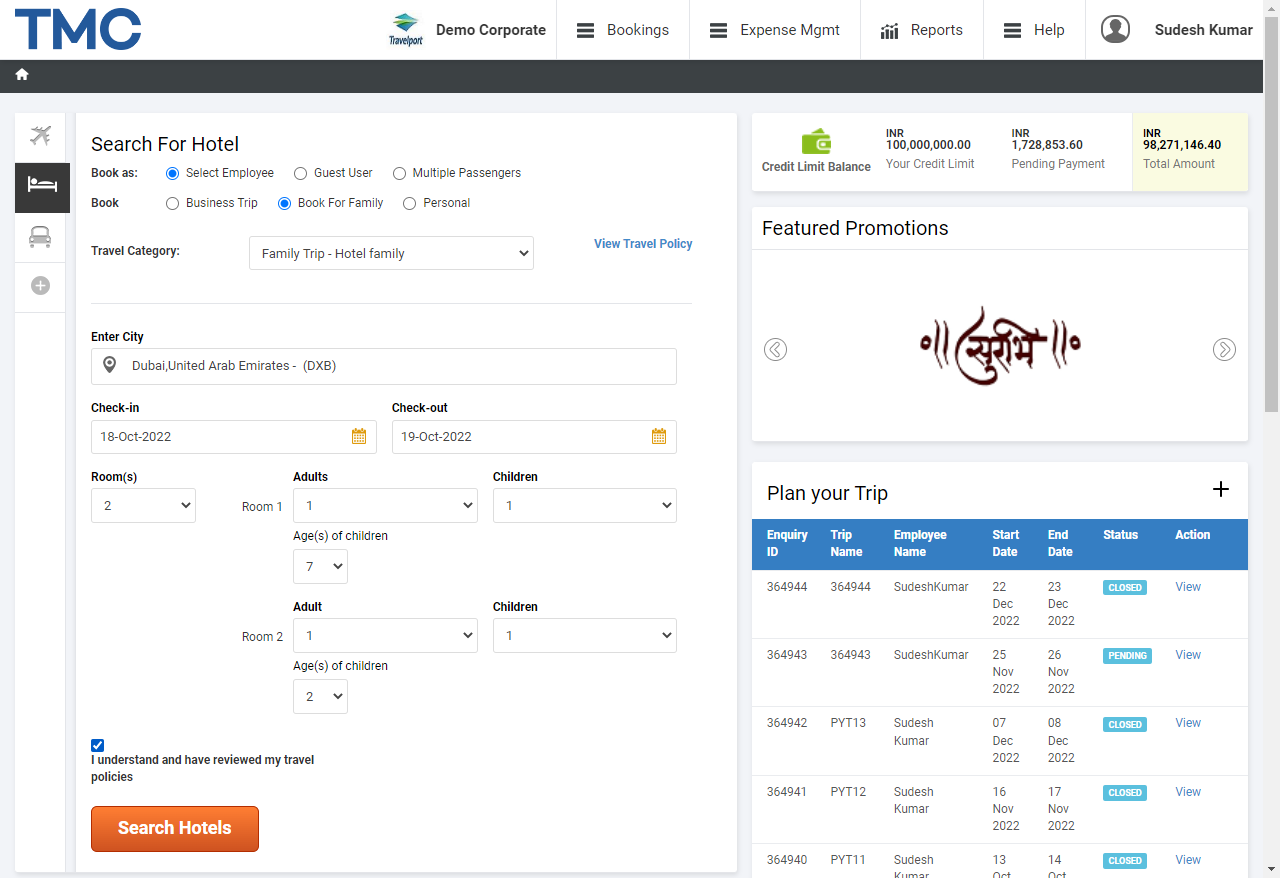 TMC
Travelport
Demo Corporate
Bookings
Expense Mgmt
Reports
Help
Sudesh Kumar
Search For Hotel
Book as:
Select Employee
Guest User
Multiple Passengers
Book
Business Trip
Book For Family
Personal
Travel Category:
Family Trip - Hotel family
View Travel Policy
Enter City
Dubai,United Arab Emirates - (DXB)
Check-in
Check-out
18-Oct-2022
19-Oct-2022
Room(s)
Adults
Children
2
Room 1
1
1
Age(s) of children
7
Adult
Children
Room 2
1
1
Age(s) of children
2
I understand and have reviewed my travel
policies
Search Hotels
Credit Limit Balance
INR
100,000,000.00
Your Credit Limit
INR
1,728,853.60
Pending Payment
INR
98,271,146.40
Total Amount
Featured Promotions
॥सुरभि॥
Plan your Trip
Enquiry ID Trip Name Employee Name Start Date End Date Status Action
364944 364944 SudeshKumar 22 Dec 2022 23 Dec 2022 CLOSED View
364943 364943 SudeshKumar 25 Nov 2022 26 Nov 2022 PENDING View
364942 PYT13 Sudesh Kumar 07 Dec 2022 08 Dec 2022 CLOSED View
364941 PYT12 Sudesh Kumar 16 Nov 2022 17 Nov 2022 CLOSED View
364940 PYT11 Sudesh Kumar 13 Oct 14 Oct CLOSED View